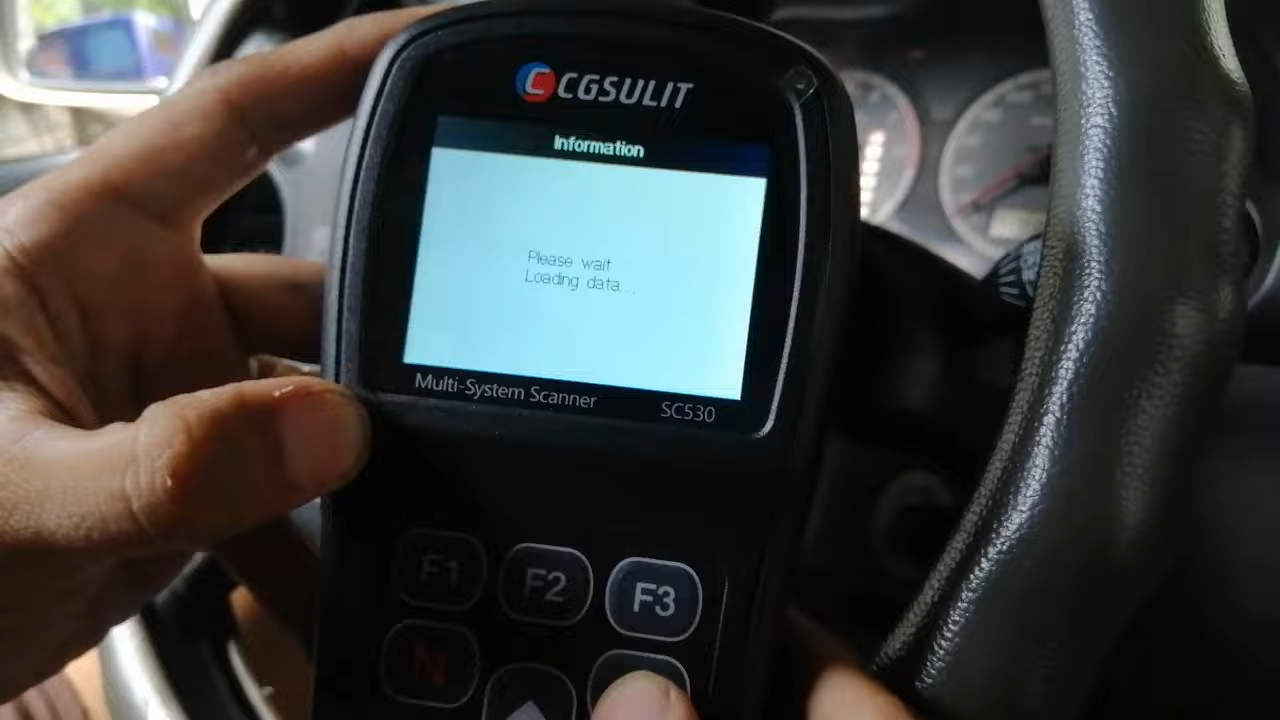 C CGSULIT
Information
Please wait
Loading data...
Multi-System Scanner SC530
F1 F2 F3
N